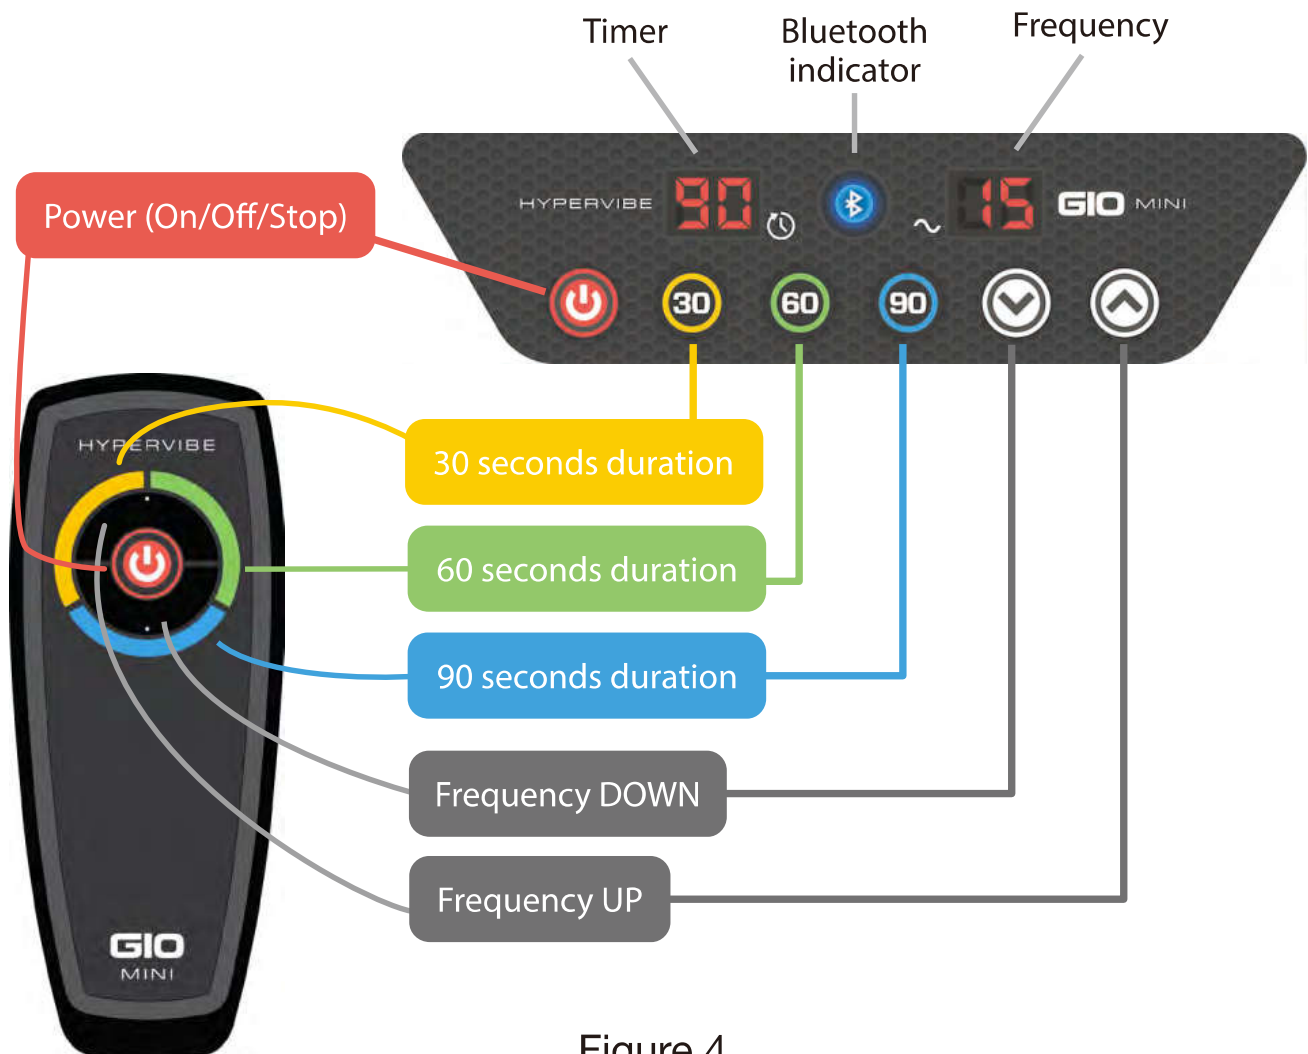 Timer
Bluetooth
indicator
Frequency
HYPERVIBE
90
15
GIO MINI
Power (On/Off/Stop)
30
60
90
HYPERVIBE
30 seconds duration
60 seconds duration
90 seconds duration
Frequency DOWN
Frequency UP
GIO
MINI
Figure 4